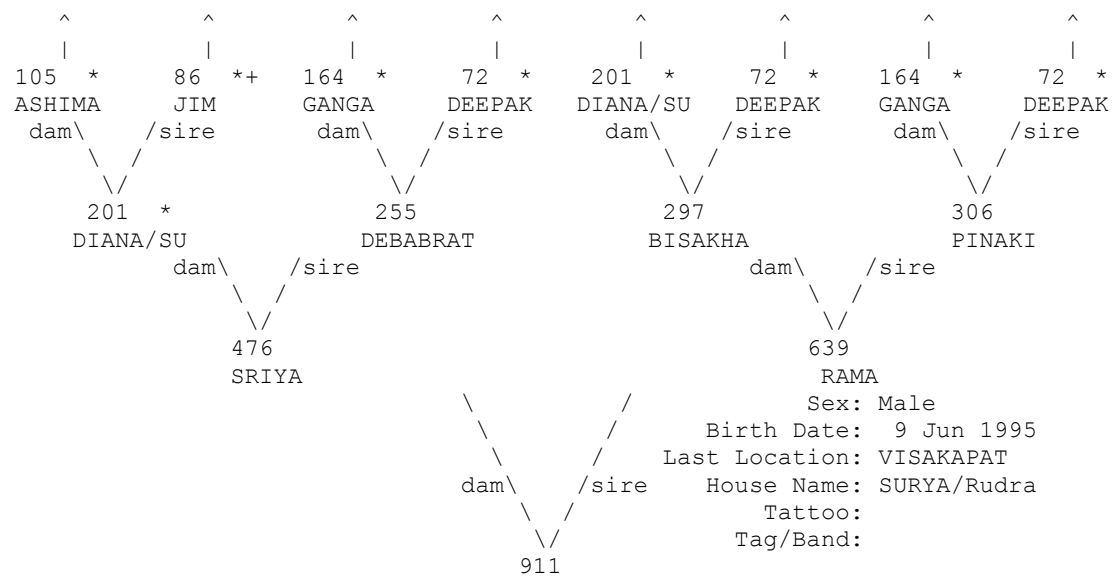 ^ ^ ^ ^ ^ ^ ^ ^
| | | | | | | |
105 * 86 *+ 164 * 72 * 201 * 72 * 164 * 72 *
ASHIMA JIM GANGA DEEPAK DIANA/SU DEEPAK GANGA DEEPAK
dam\ /sire dam\ /sire dam\ /sire dam\ /sire
\ / \ / \ / \ /
\/ \/ \/ \/
201 * 255 297 306
DIANA/SU DEBABRAT BISAKHA PINAKI
dam\ /sire dam\ /sire
\ / \ /
\/ \/
476 639
SRIYA RAMA
\ / Sex: Male
\ / Birth Date: 9 Jun 1995
\ / Last Location: VISAKAPAT
dam\ /sire House Name: SURYA/Rudra
\ / Tattoo:
\/ Tag/Band:
911